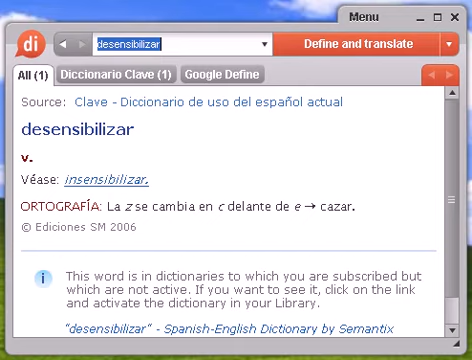 Menu
di
desensibilizar
Define and translate
All (1) Diccionario Clave (1) Google Define
Source: Clave - Diccionario de uso del español actual
desensibilizar
v.
Véase: insensibilizar.
ORTOGRAFÍA: La z se cambia en c delante de e → cazar.
© Ediciones SM 2006
i
This word is in dictionaries to which you are subscribed but
which are not active. If you want to see it, click on the link
and activate the dictionary in your Library.
"desensibilizar" - Spanish-English Dictionary by Semantix